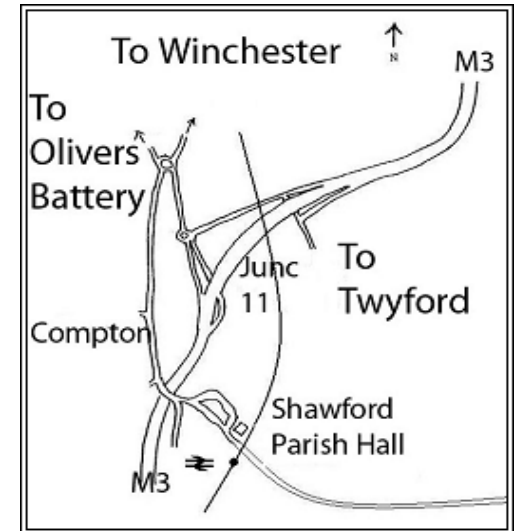 To Winchester
N
M3
To
Olivers
Battery
Junc
11
To
Twyford
Compton
Shawford
Parish Hall
M3